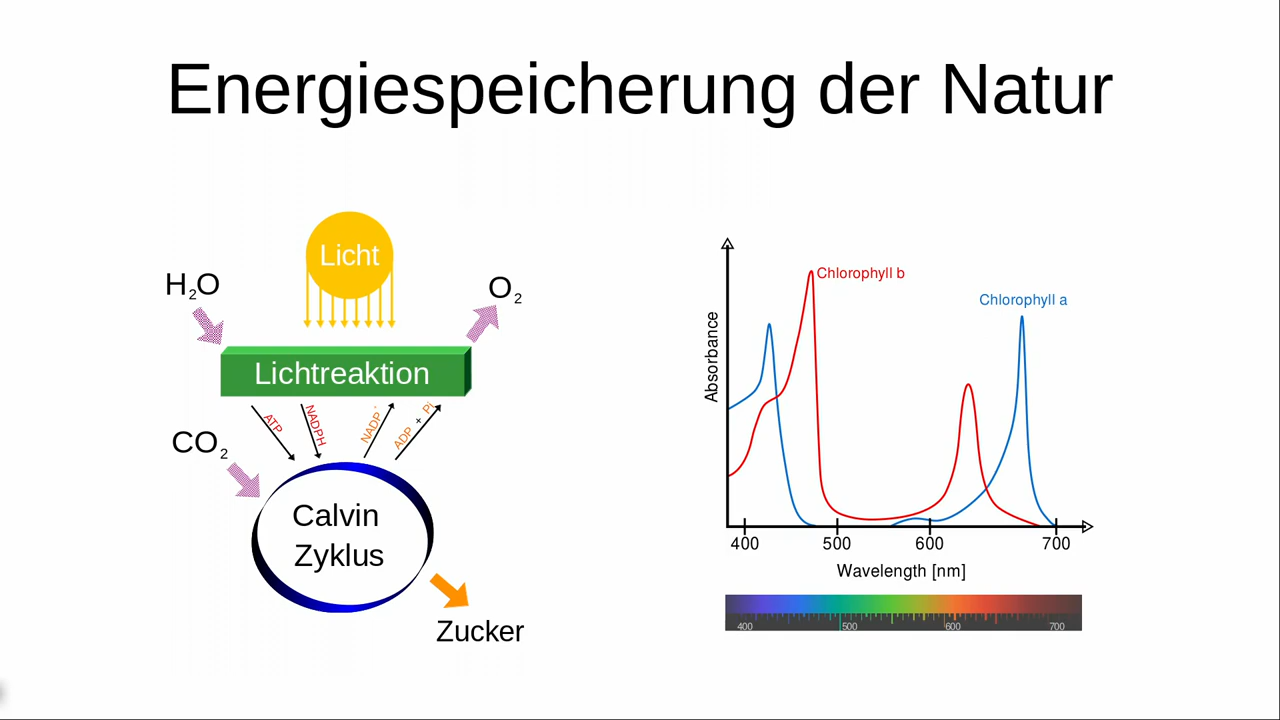 Energiespeicherung der Natur
Licht
H₂O
O₂
Lichtreaktion
ATP
NADPH
NADP⁺
ADP + Pi
CO₂
Calvin
Zyklus
Zucker
Chlorophyll b
Chlorophyll a
Absorbance
400 500 600 700
Wavelength [nm]
400 500 600 700